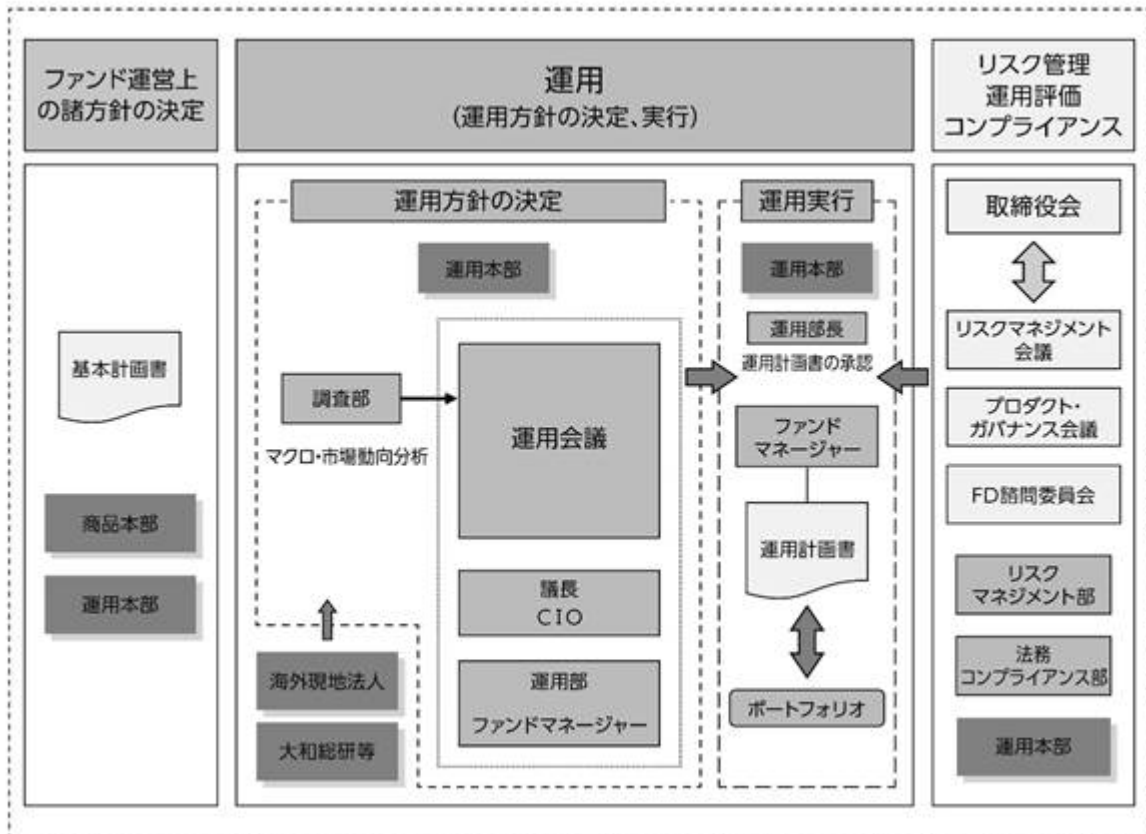 ファンド運営上
の諸方針の決定
運用
(運用方針の決定、実行)
リスク管理
運用評価
コンプライアンス
基本計画書
商品本部
運用本部
運用方針の決定
運用本部
調査部
マクロ・市場動向分析
運用会議
議長
CIO
運用部
ファンドマネージャー
海外現地法人
大和総研等
運用実行
運用本部
運用部長
運用計画書の承認
ファンド
マネージャー
運用計画書
ポートフォリオ
取締役会
リスクマネジメント
会議
プロダクト・
ガバナンス会議
FD諮問委員会
リスク
マネジメント部
法務
コンプライアンス部
運用本部